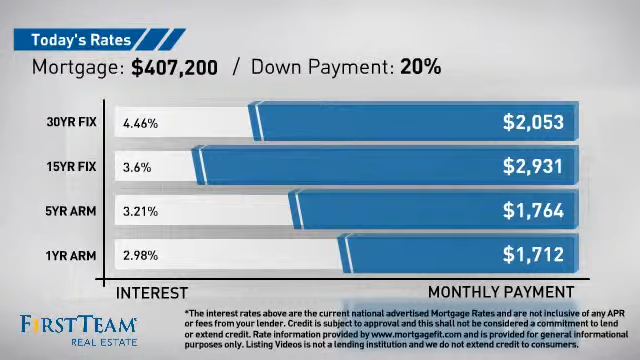 Today's Rates
Mortgage: $407,200 / Down Payment: 20%
30YR FIX 4.46% $2,053
15YR FIX 3.6% $2,931
5YR ARM 3.21% $1,764
1YR ARM 2.98% $1,712
INTEREST MONTHLY PAYMENT
FIRSTTEAM®
REAL ESTATE
*The interest rates above are the current national advertised Mortgage Rates and are not inclusive of any APR
or fees from your lender. Credit is subject to approval and this shall not be considered a commitment to lend
or extend credit. Rate information provided by www.mortgagefit.com and is provided for general informational
purposes only. Listing Videos is not a lending institution and we do not extend credit to consumers.